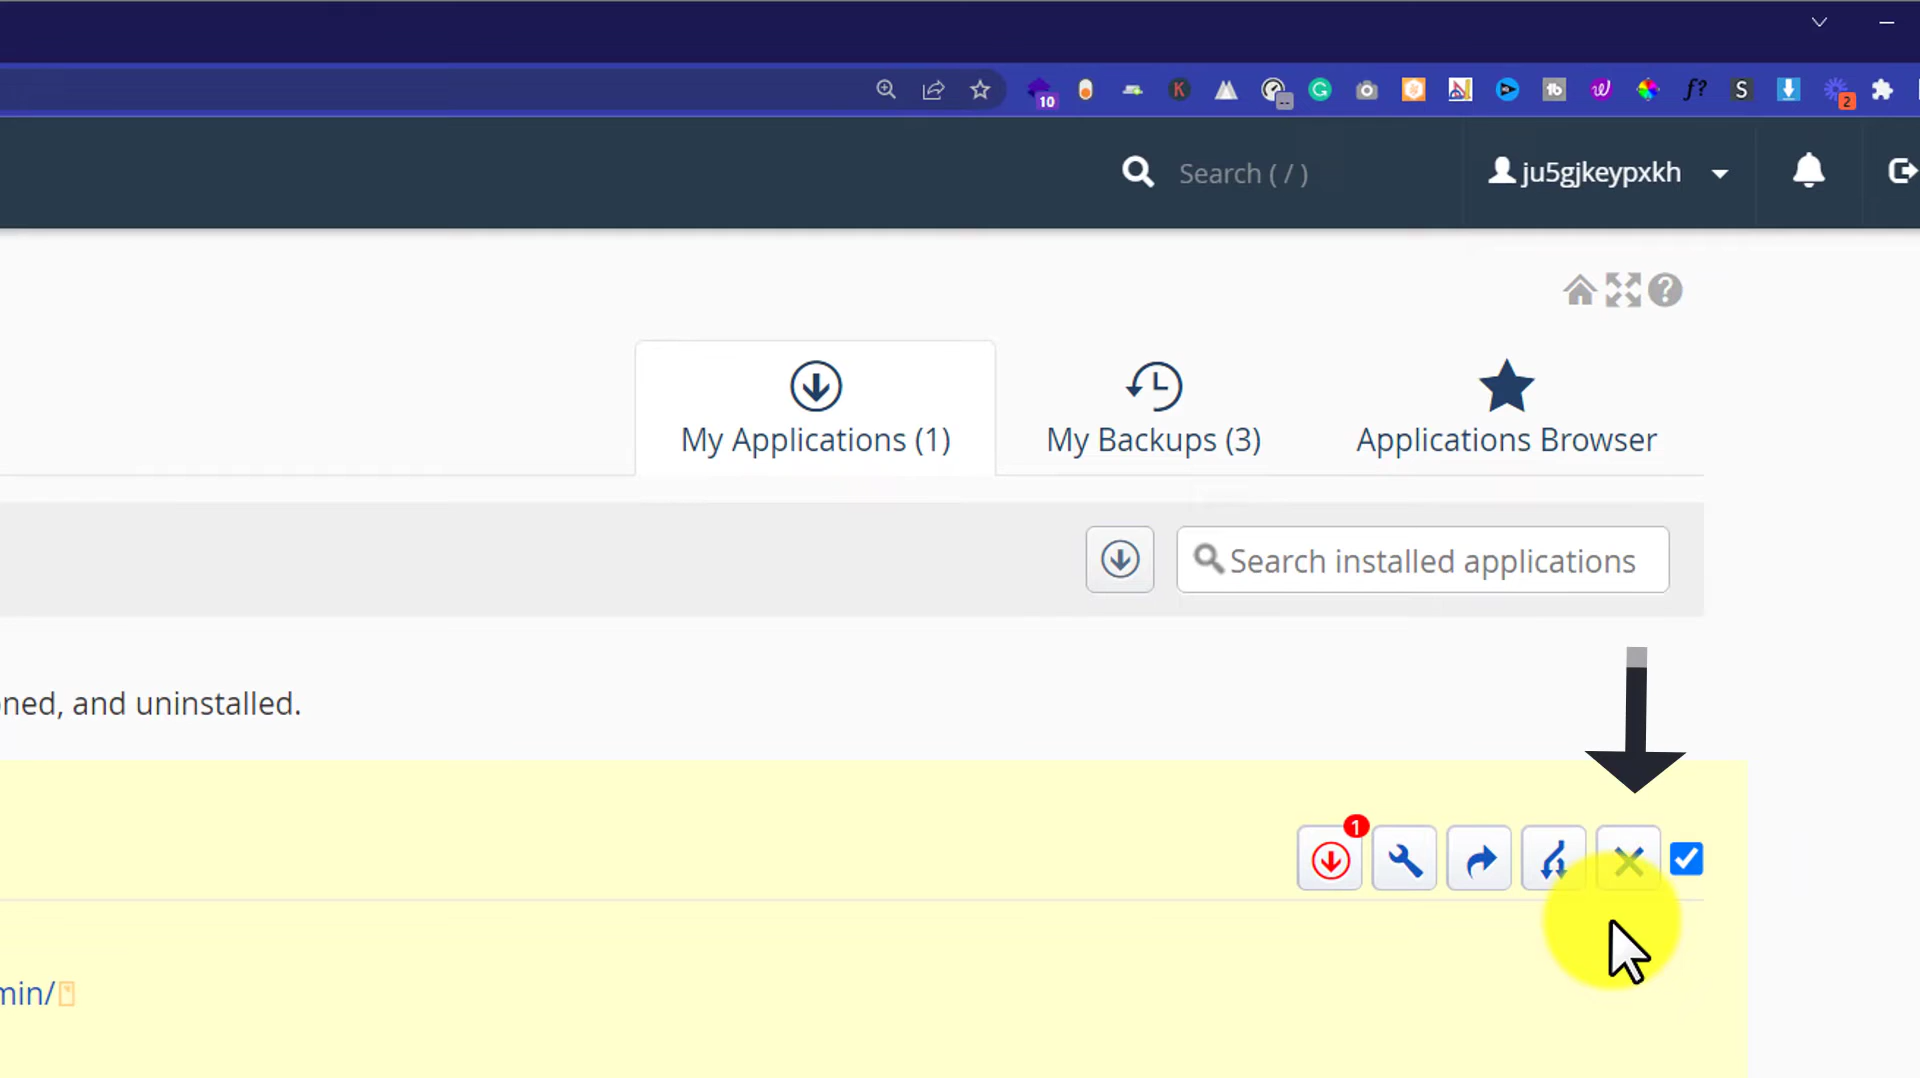 10
K
G
tb
w
f?
S
2
Search ( / )
ju5gjkeypxkh
?
My Applications (1)
My Backups (3)
Applications Browser
Search installed applications
ned, and uninstalled.
1
min/